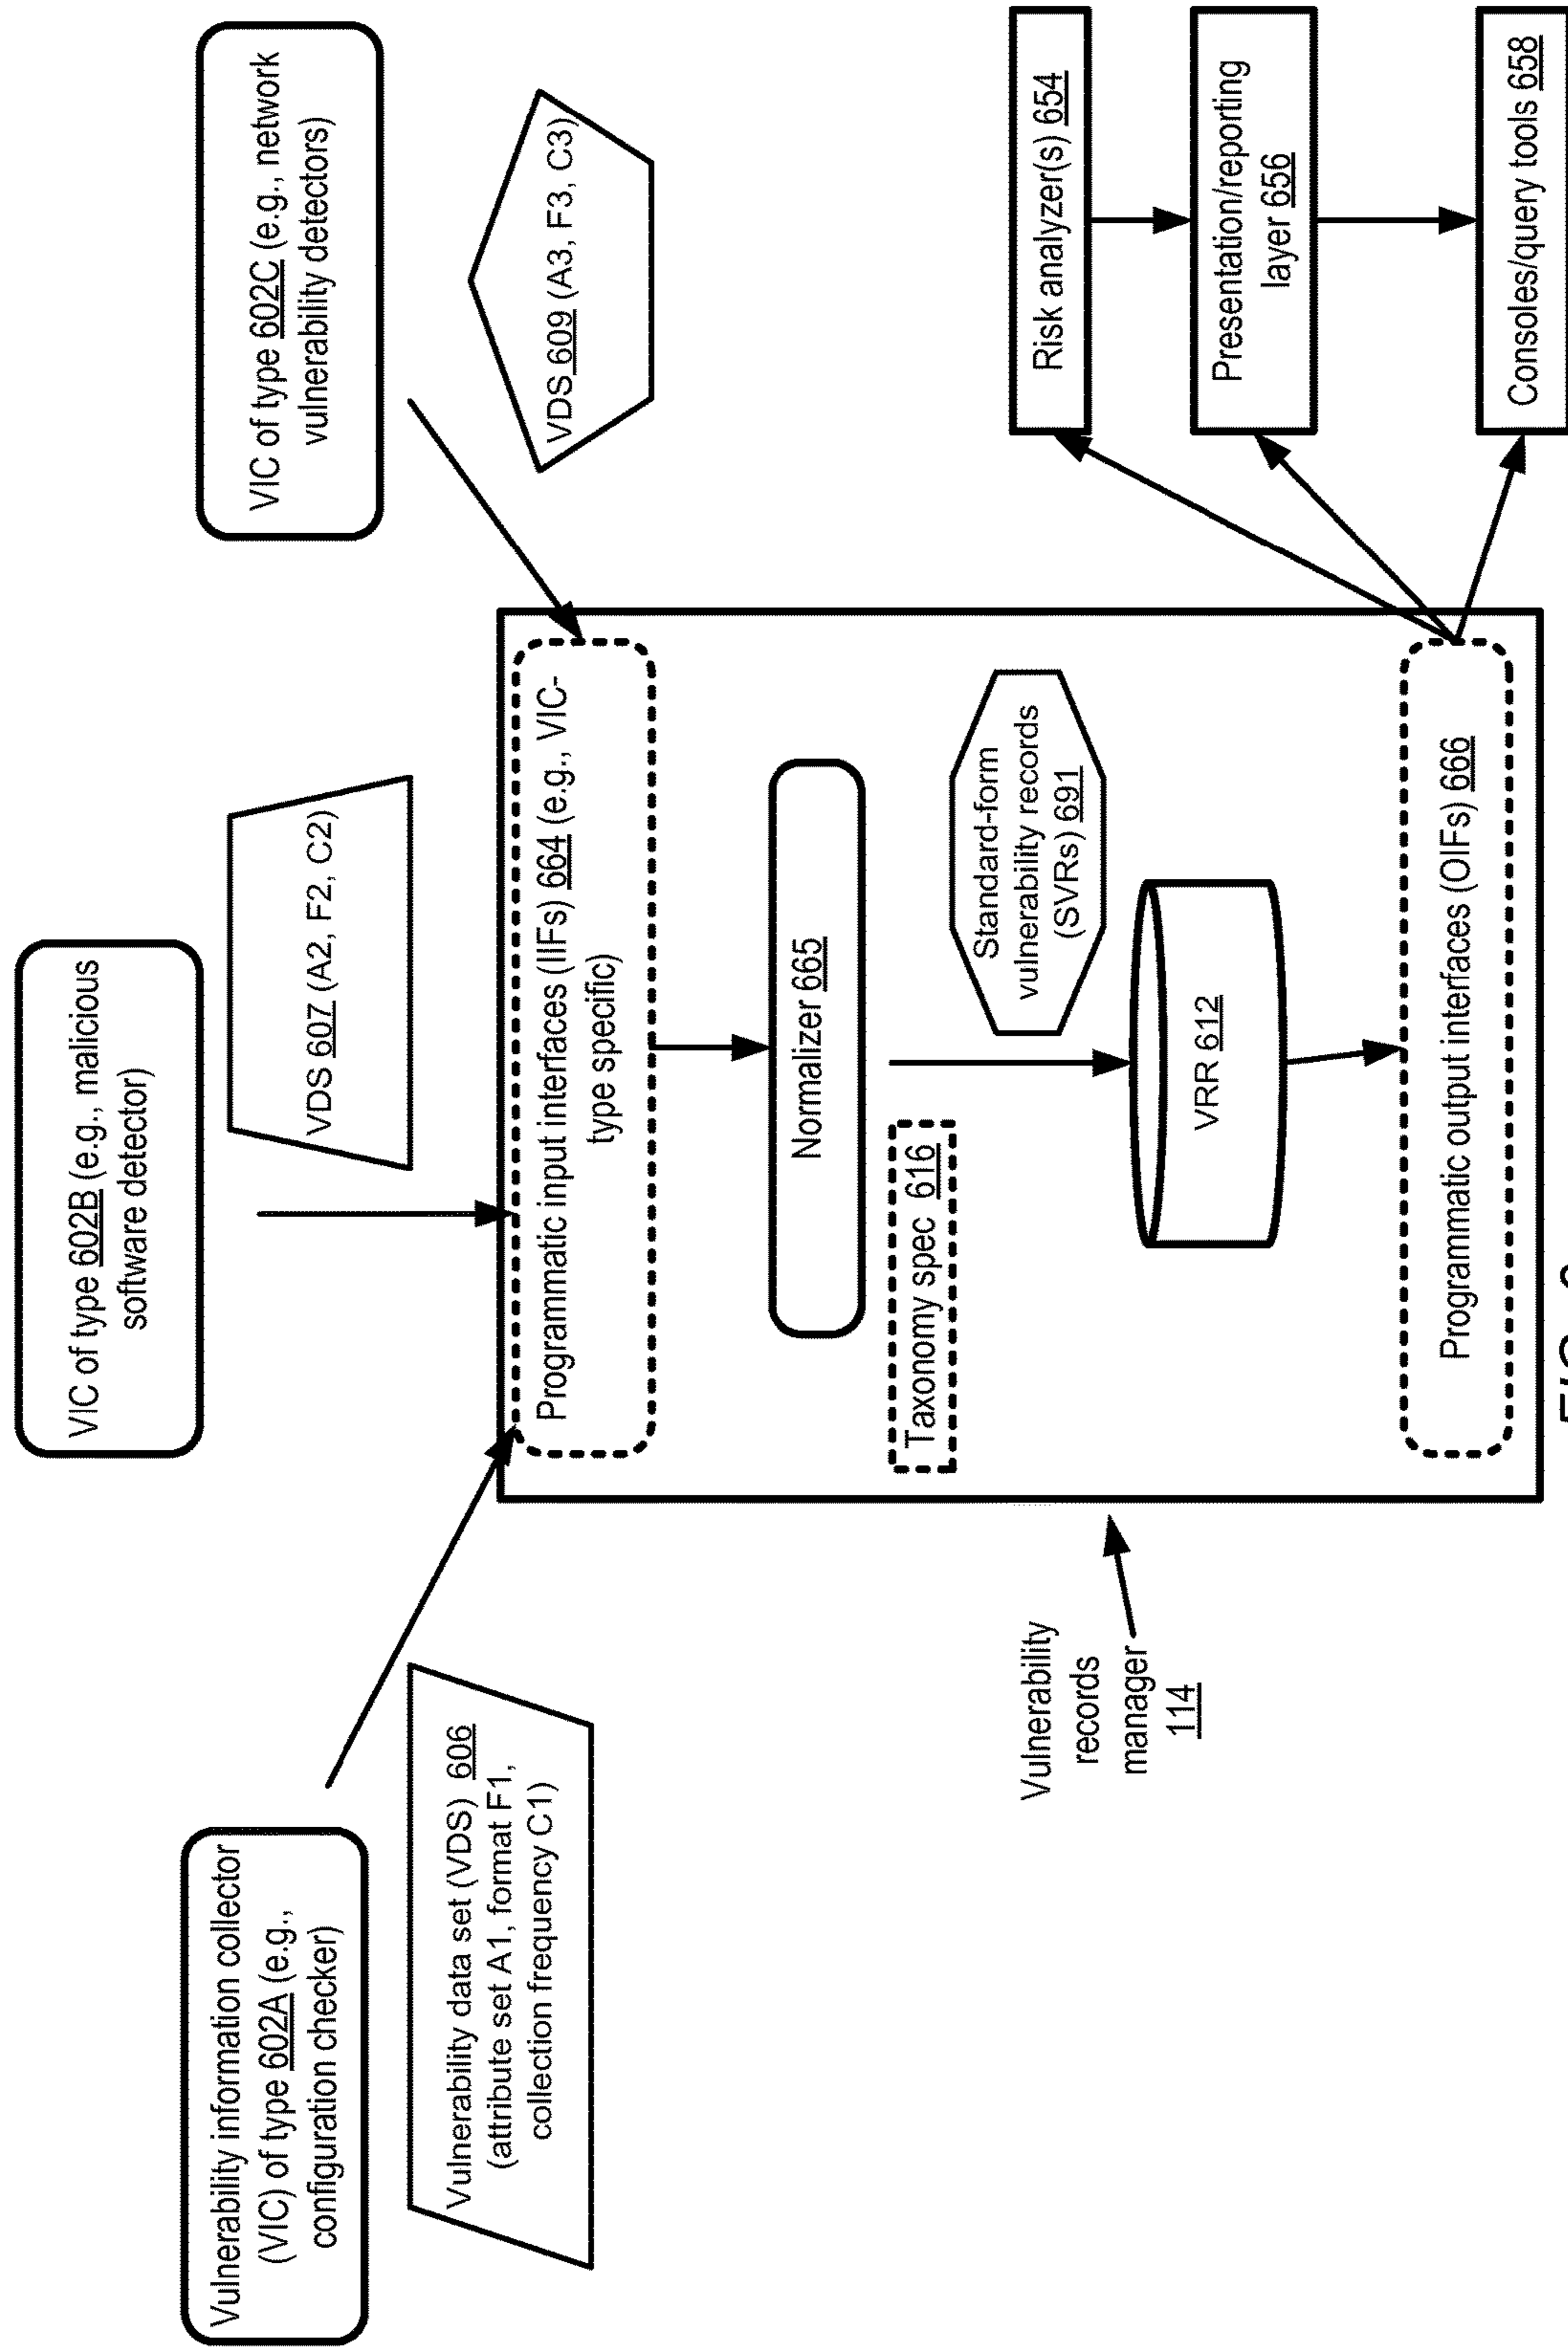 VIC of type 602B (e.g., malicious
software detector)
Vulnerability information collector
(VIC) of type 602A (e.g.,
configuration checker)
VIC of type 602C (e.g., network
vulnerability detectors)
VDS 607 (A2, F2, C2)
Vulnerability data set (VDS) 606
(attribute set A1, format F1,
collection frequency C1)
VDS 609 (A3, F3, C3)
Programmatic input interfaces (IIFs) 664 (e.g., VIC-
type specific)
Normalizer 665
Taxonomy spec 616
Standard-form
vulnerability records
(SVRs) 691
VRR 612
Programmatic output interfaces (OIFs) 666
Vulnerability
records
manager
114
Risk analyzer(s) 654
Presentation/reporting
layer 656
Consoles/query tools 658